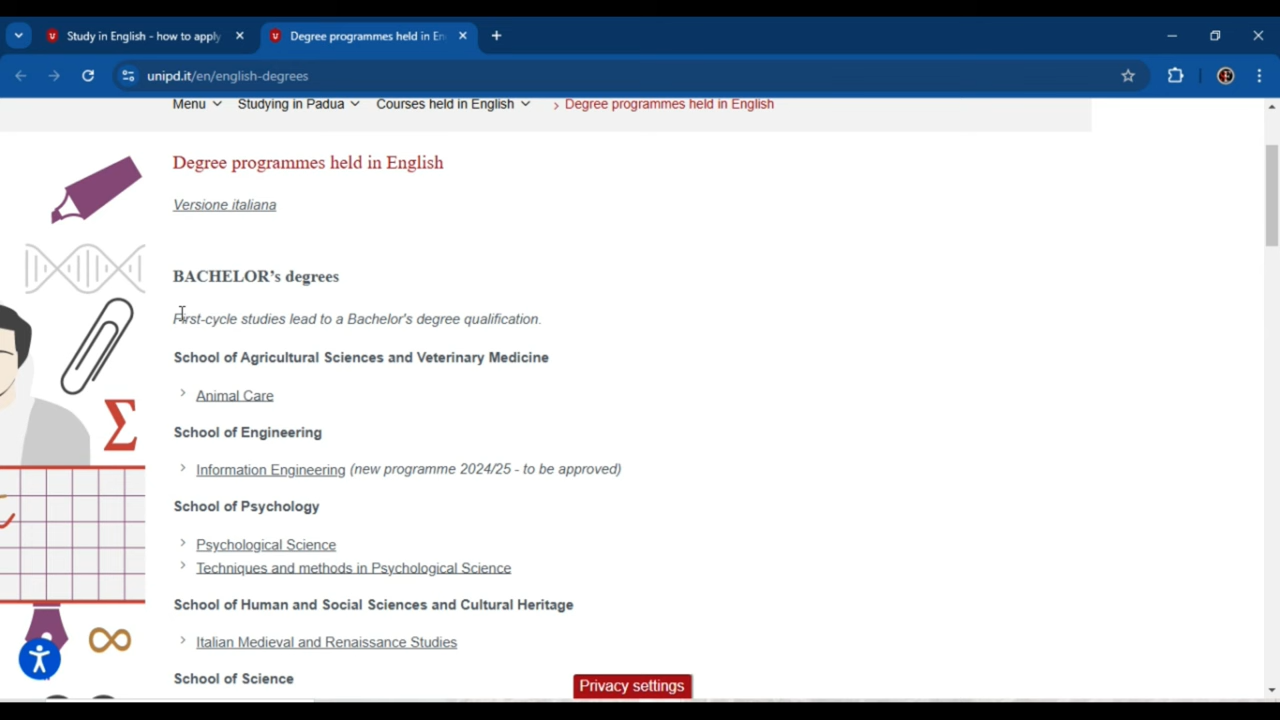 Study in English - how to apply
Degree programmes held in En
unipd.it/en/english-degrees
Menu Studying in Padua Courses held in English > Degree programmes held in English
Degree programmes held in English
Versione italiana
BACHELOR's degrees
First-cycle studies lead to a Bachelor's degree qualification.
School of Agricultural Sciences and Veterinary Medicine
Animal Care
School of Engineering
Information Engineering (new programme 2024/25 - to be approved)
School of Psychology
Psychological Science
Techniques and methods in Psychological Science
School of Human and Social Sciences and Cultural Heritage
Italian Medieval and Renaissance Studies
School of Science
Privacy settings